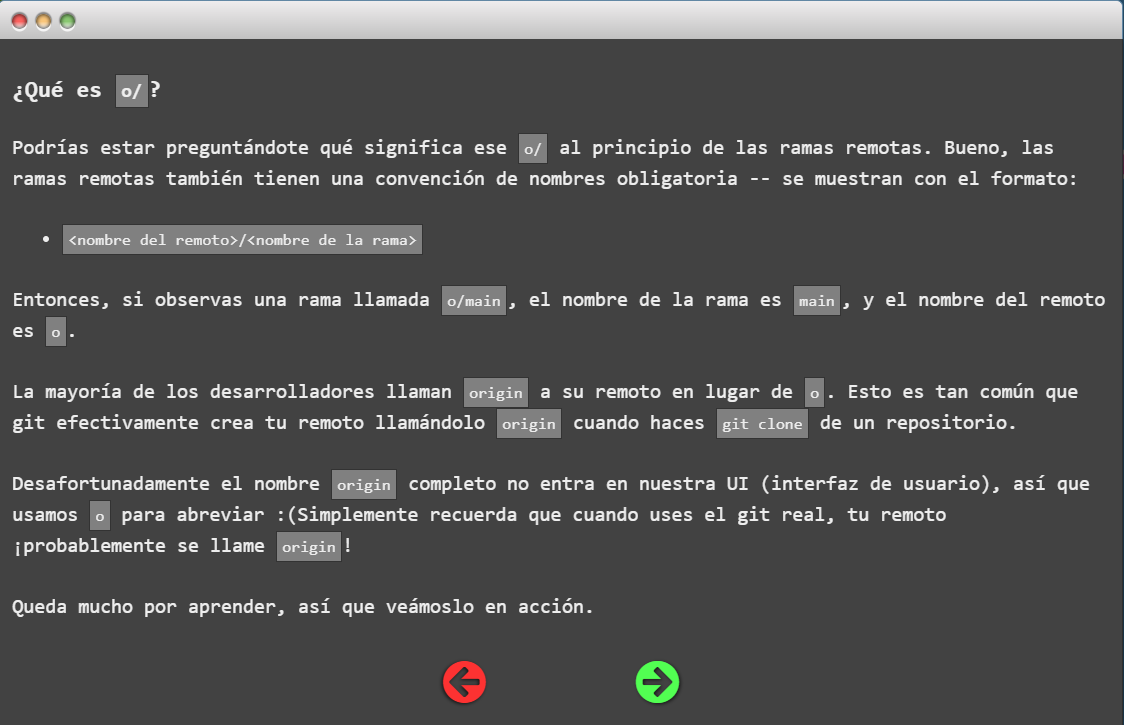 ¿Qué es o/?
Podrías estar preguntándote qué significa ese o/ al principio de las ramas remotas. Bueno, las
ramas remotas también tienen una convención de nombres obligatoria -- se muestran con el formato:
• <nombre del remoto>/<nombre de la rama>
Entonces, si observas una rama llamada o/main, el nombre de la rama es main, y el nombre del remoto
es o.
La mayoría de los desarrolladores llaman origin a su remoto en lugar de o. Esto es tan común que
git efectivamente crea tu remoto llamándolo origin cuando haces git clone de un repositorio.
Desafortunadamente el nombre origin completo no entra en nuestra UI (interfaz de usuario), así que
usamos o para abreviar :(Simplemente recuerda que cuando uses el git real, tu remoto
¡probablemente se llame origin!
Queda mucho por aprender, así que veámoslo en acción.